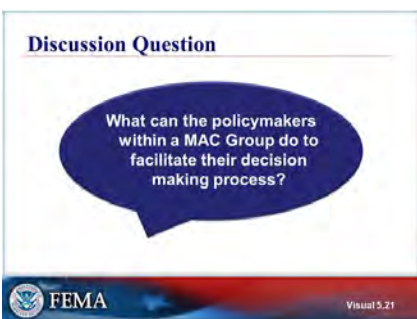 Discussion Question
What can the policymakers
within a MAC Group do to
facilitate their decision
making process?
FEMA
Visual 5.21